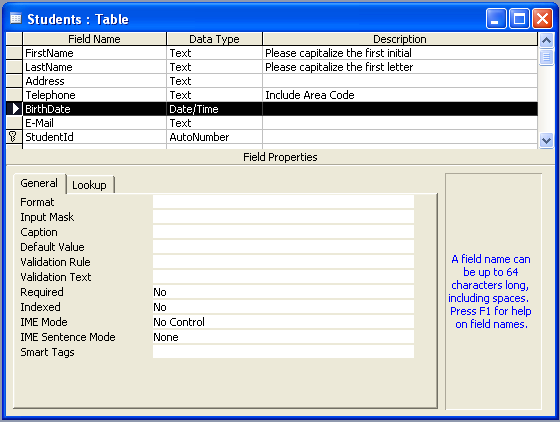 Students : Table
Field Name Data Type Description
FirstName Text Please capitalize the first initial
LastName Text Please capitalize the first letter
Address Text
Telephone Text Include Area Code
BirthDate Date/Time
E-Mail Text
StudentId AutoNumber
Field Properties
General Lookup
Format
Input Mask
Caption
Default Value
Validation Rule
Validation Text
Required No
Indexed No
IME Mode No Control
IME Sentence Mode None
Smart Tags
A field name can
be up to 64
characters long,
including spaces.
Press F1 for help
on field names.